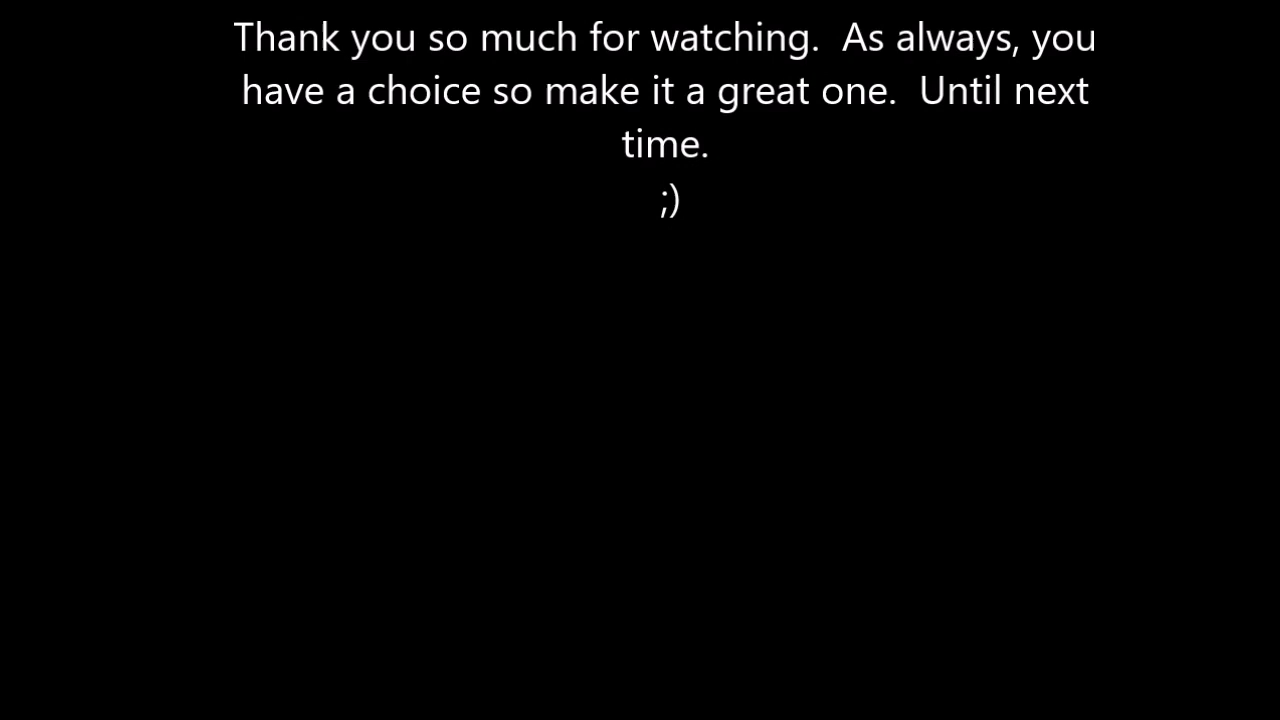 Thank you so much for watching.  As always, you
have a choice so make it a great one.  Until next
time.
;)